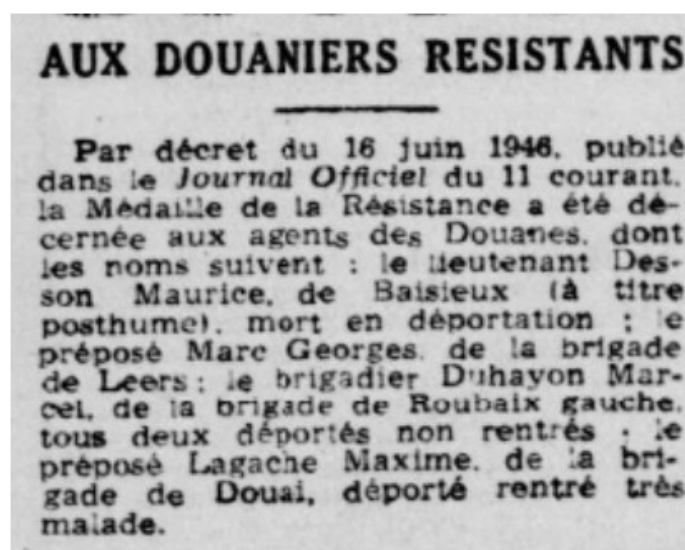 AUX DOUANIERS RESISTANTS
Par décret du 16 juin 1946, publié
dans le Journal Officiel du 11 courant,
la Médaille de la Résistance a été dé-
cernée aux agents des Douanes, dont
les noms suivent : le lieutenant Des-
son Maurice, de Baisieux (à titre
posthume), mort en déportation ; le
préposé Marc Georges, de la brigade
de Leers ; le brigadier Duhayon Mar-
cel, de la brigade de Roubaix gauche,
tous deux déportés non rentrés ; le
préposé Lagache Maxime, de la bri-
gade de Douai, déporté rentré très
malade.